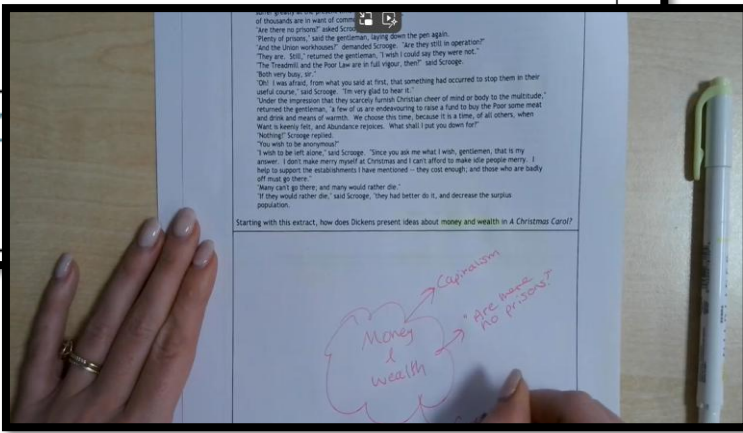 of thousands are in want of
"Are there no prisons?" asked
"Plenty of prisons," said the gentleman, laying down the pen again.
"And the Union workhouses?" demanded Scrooge. "Are they still in operation?"
"They are. Still," returned the gentleman, "I wish I could say they were not."
"The Treadmill and the Poor Law are in full vigour, then?" said Scrooge.
"Both very busy, sir."
"Oh! I was afraid, from what you said at first, that something had occurred to stop them in their
useful course," said Scrooge. "I'm very glad to hear it."
"Under the impression that they scarcely furnish Christian cheer of mind or body to the multitude,"
returned the gentleman, "a few of us are endeavouring to raise a fund to buy the Poor some meat
and drink and means of warmth. We choose this time, because it is a time, of all others, when
Want is keenly felt, and Abundance rejoices. What shall I put you down for?"
"Nothing!" Scrooge replied.
"You wish to be anonymous?"
"I wish to be left alone," said Scrooge. "Since you ask me what I wish, gentlemen, that is my
answer. I don't make merry myself at Christmas and I can't afford to make idle people merry. I
help to support the establishments I have mentioned – they cost enough; and those who are badly
off must go there."
"Many can't go there; and many would rather die."
"If they would rather die," said Scrooge, "they had better do it, and decrease the surplus
population.
Starting with this extract, how does Dickens present ideas about money and wealth in A Christmas Carol?
Capitalism
"Are there
no prisons?
Money
&
wealth